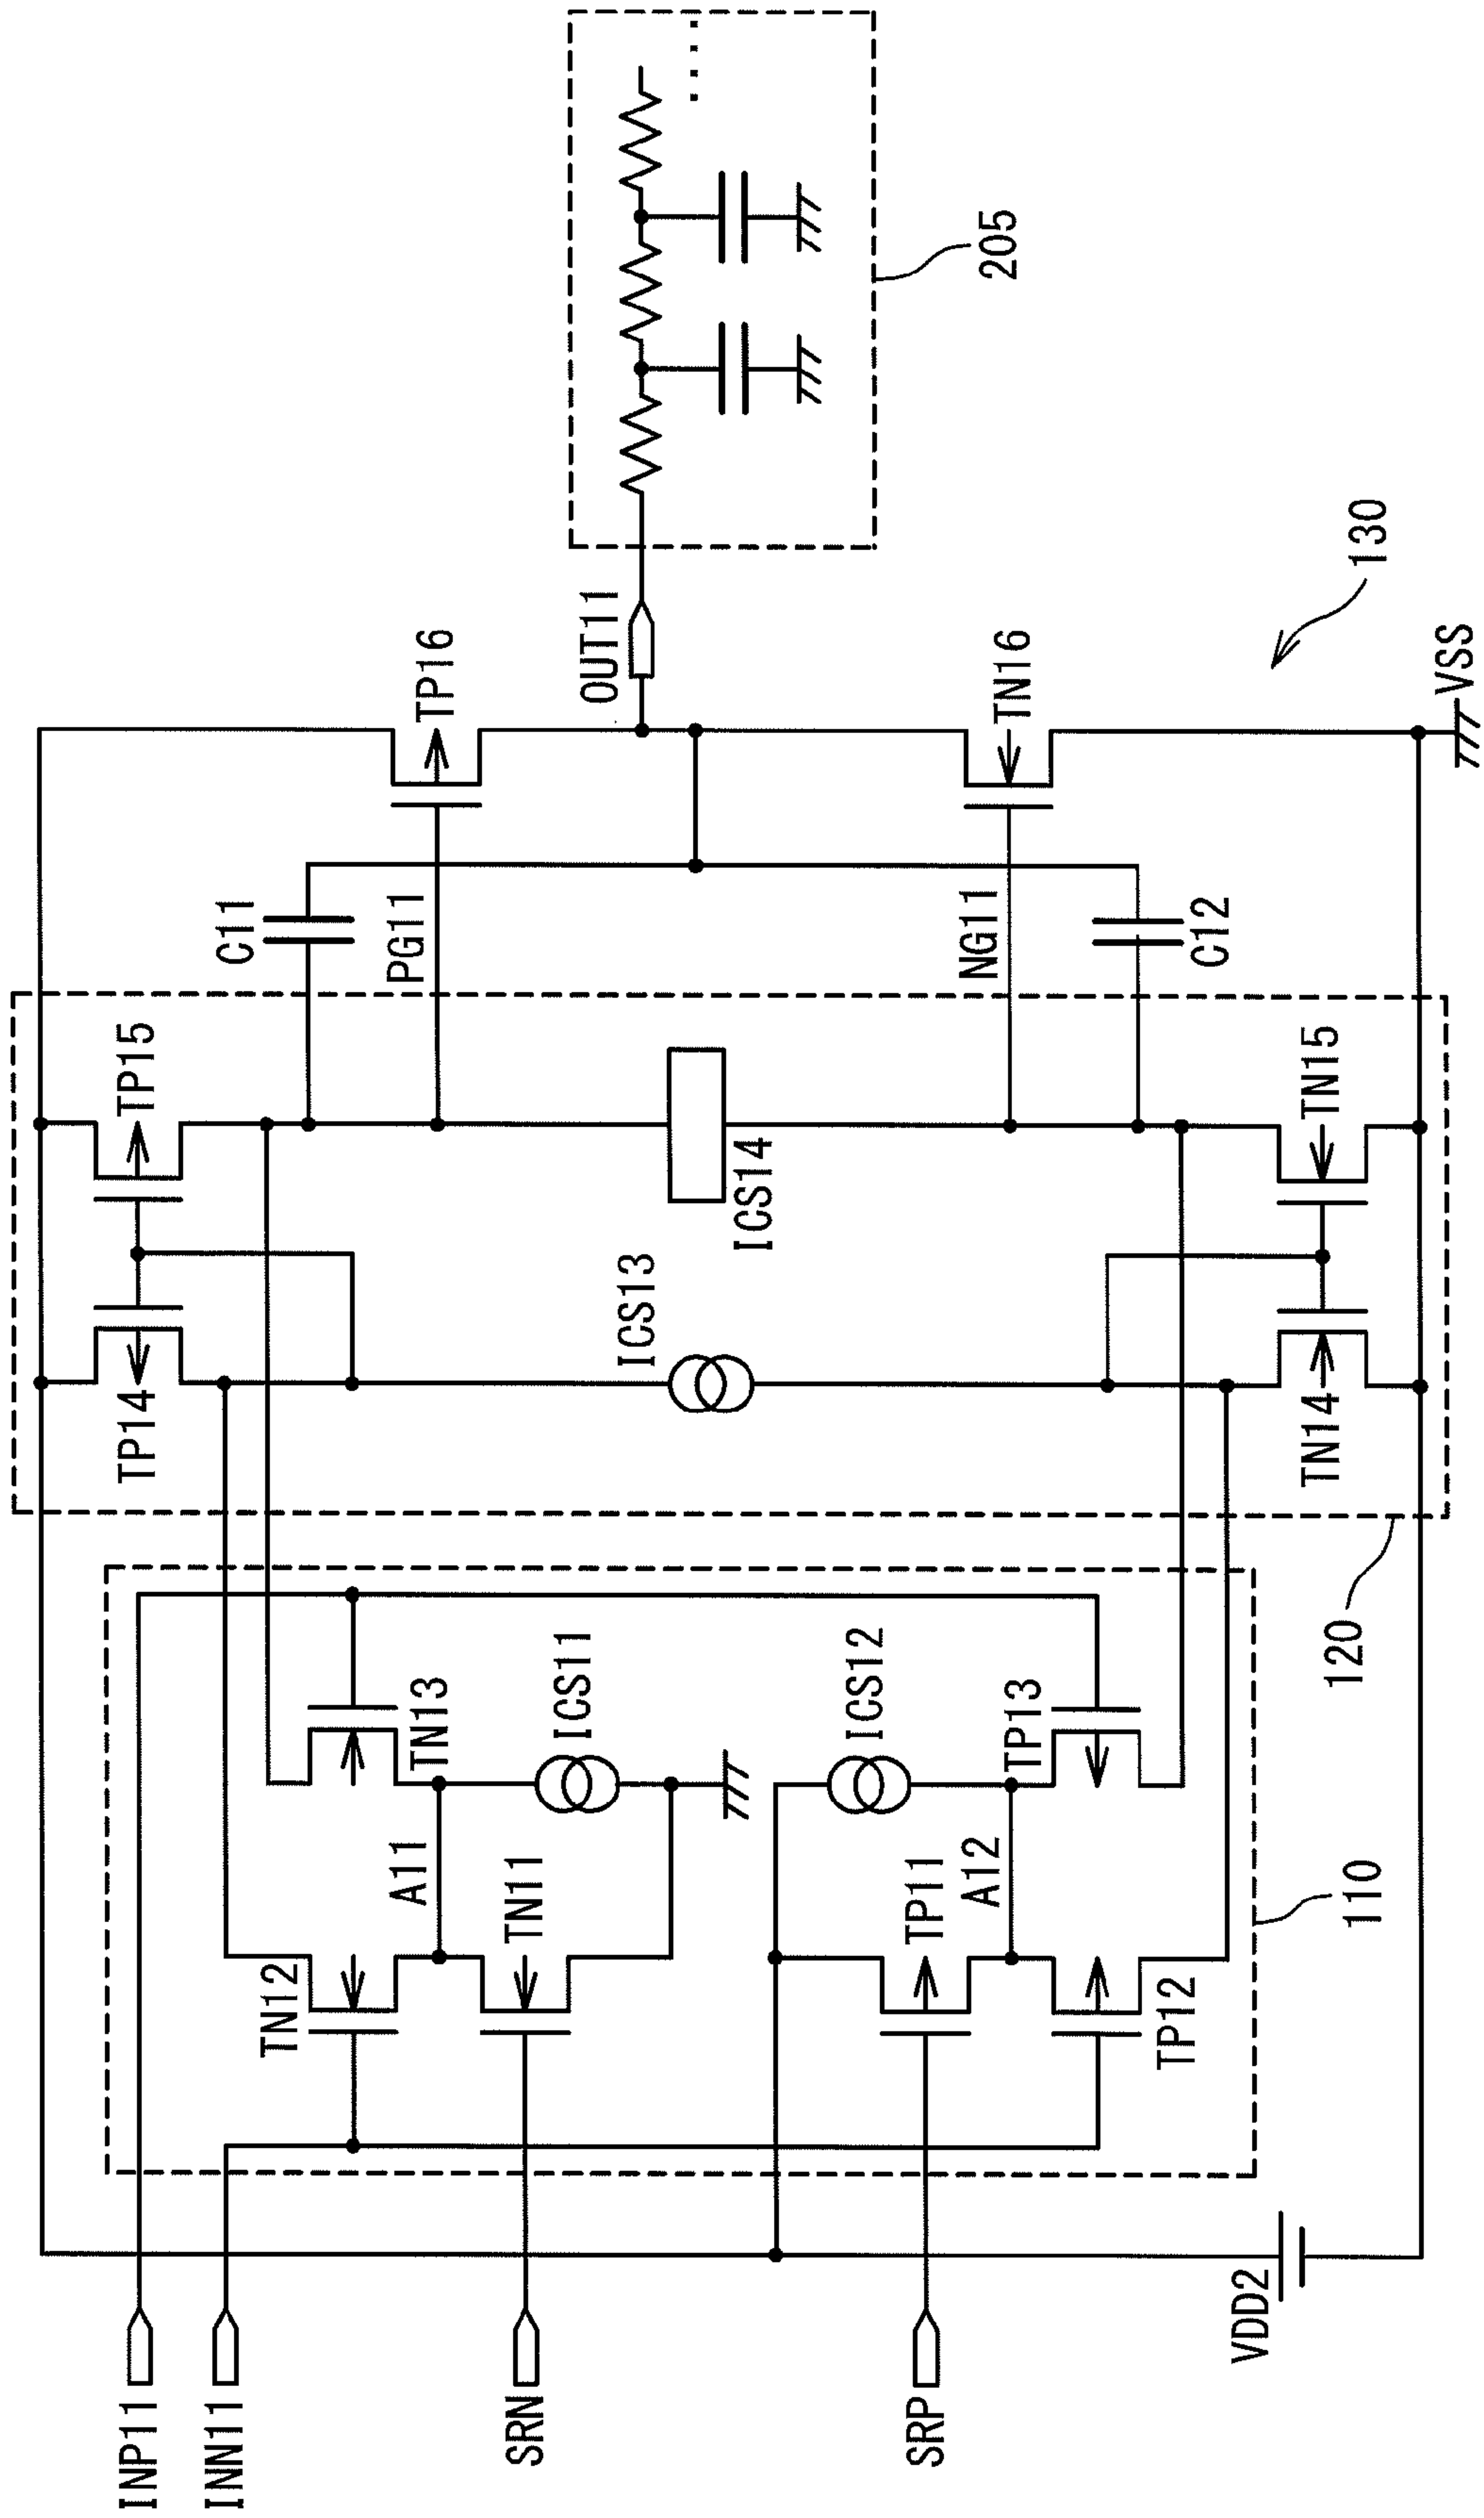 INP11
INN11
SRN
SRP
VDD2
TN12
TN11
A11
TN13
ICS11
TP11
A12
TP12
ICS12
TP13
110
120
TP14
TP15
ICS13
ICS14
TN14
TN15
C11
PG11
NG11
C12
TP16
OUT11
TN16
VSS
130
205